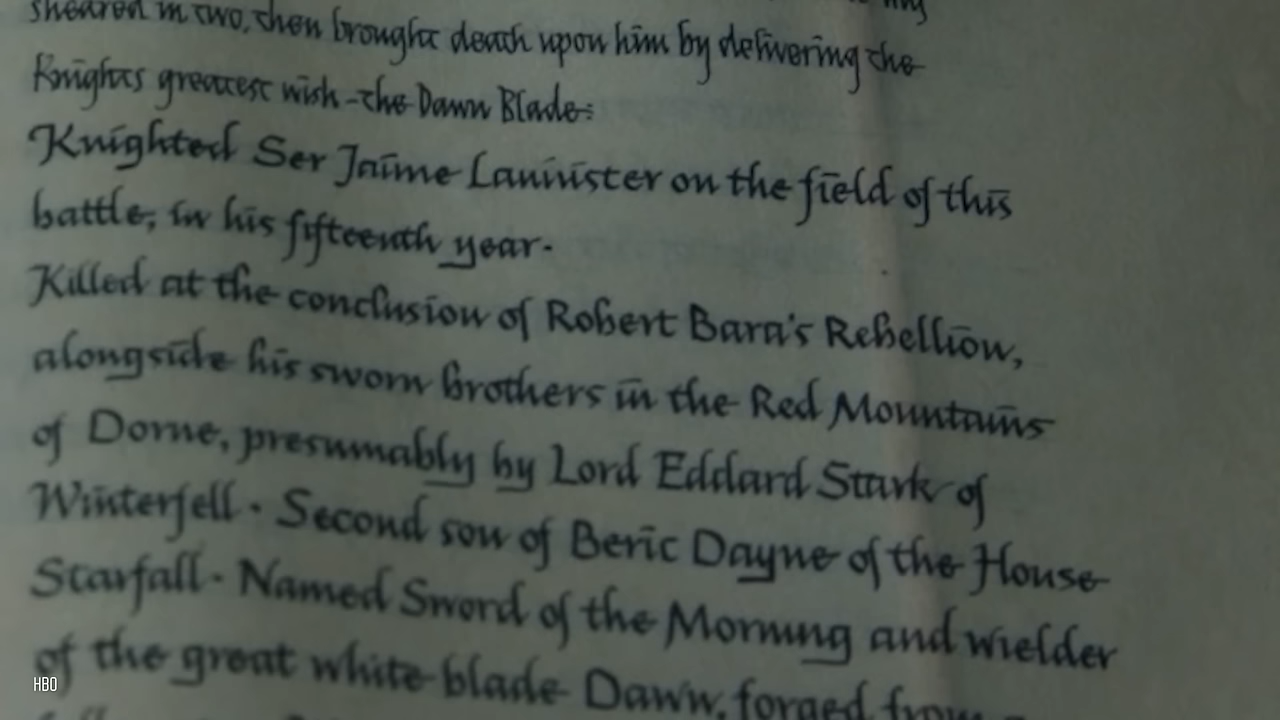 sheared in two, then brought death upon him by delivering the
Knights greatest wish - the Dawn Blade.
Knighted Ser Jaime Lannister on the field of this
battle, in his fifteenth year.
Killed at the conclusion of Robert Bara's Rebellion,
alongside his sworn brothers in the Red Mountains
of Dorne, presumably by Lord Eddard Stark of
Winterfell. Second son of Beric Dayne of the House
Starfall. Named Sword of the Morning and wielder
of the great white blade Dawn, forged from
HBO